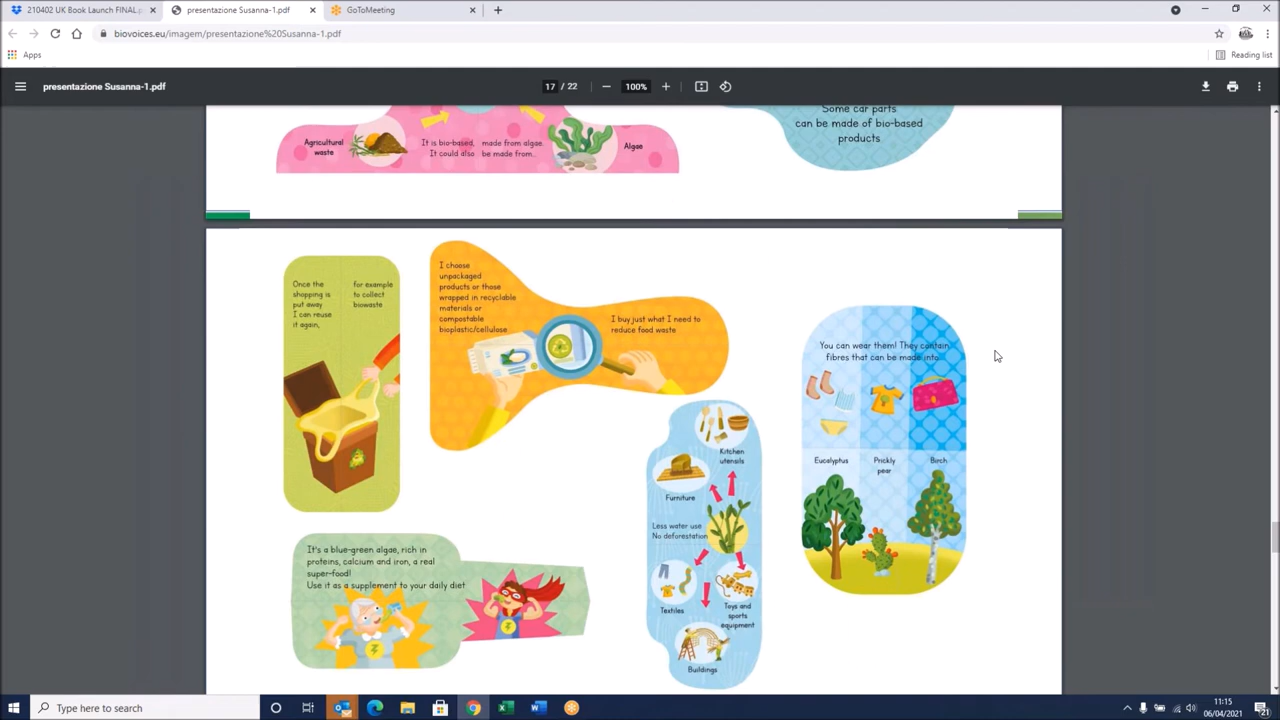 210402 UK Book Launch FINAL.p
presentazione Susanna-1.pdf
GoToMeeting
biovoices.eu/imagem/presentazione%20Susanna-1.pdf
Apps
Reading list
presentazione Susanna-1.pdf
17 / 22
100%
Agricultural
waste
It is bio-based, made from algae.
It could also be made from...
Algae
Some car parts
can be made of bio-based
products
Once the
shopping is
put away
I can reuse
it again,
for example
to collect
biowaste
I choose
unpackaged
products or those
wrapped in recyclable
materials or
compostable
bioplastic/cellulose
I buy just what I need to
reduce food waste
You can wear them! They contain
fibres that can be made into...
Eucalyptus
Prickly
pear
Birch
Kitchen
utensils
Furniture
Less water use
No deforestation
Textiles
Toys and
sports
equipment
Buildings
It's a blue-green algae, rich in
proteins, calcium and iron, a real
super-food!
Use it as a supplement to your daily diet
Type here to search
11:15
06/04/2021
21